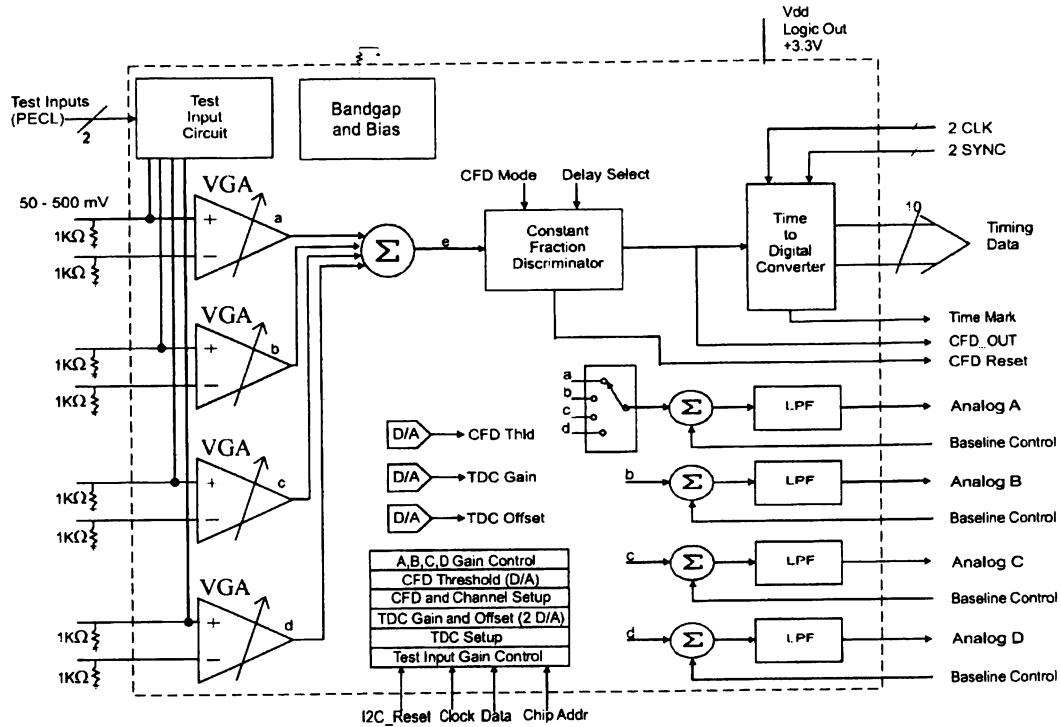 Vdd
Logic Out
+3.3V
Test Inputs
(PECL)
2
Test
Input
Circuit
Bandgap
and Bias
2 CLK
2 SYNC
CFD Mode
Delay Select
50 - 500 mV
VGA
a
+
−
1KΩ
1KΩ
Σ
e
Constant
Fraction
Discriminator
Time
to
Digital
Converter
10
Timing
Data
VGA
b
+
−
1KΩ
1KΩ
Time Mark
CFD_OUT
CFD Reset
a
b
c
d
Σ
LPF
Analog A
Baseline Control
D/A
CFD Thld
VGA
c
+
−
1KΩ
1KΩ
D/A
TDC Gain
b
Σ
LPF
Analog B
Baseline Control
D/A
TDC Offset
A,B,C,D Gain Control
CFD Threshold (D/A)
CFD and Channel Setup
TDC Gain and Offset (2 D/A)
TDC Setup
Test Input Gain Control
c
Σ
LPF
Analog C
Baseline Control
VGA
d
+
−
1KΩ
1KΩ
d
Σ
LPF
Analog D
Baseline Control
I2C_Reset
Clock
Data
Chip Addr